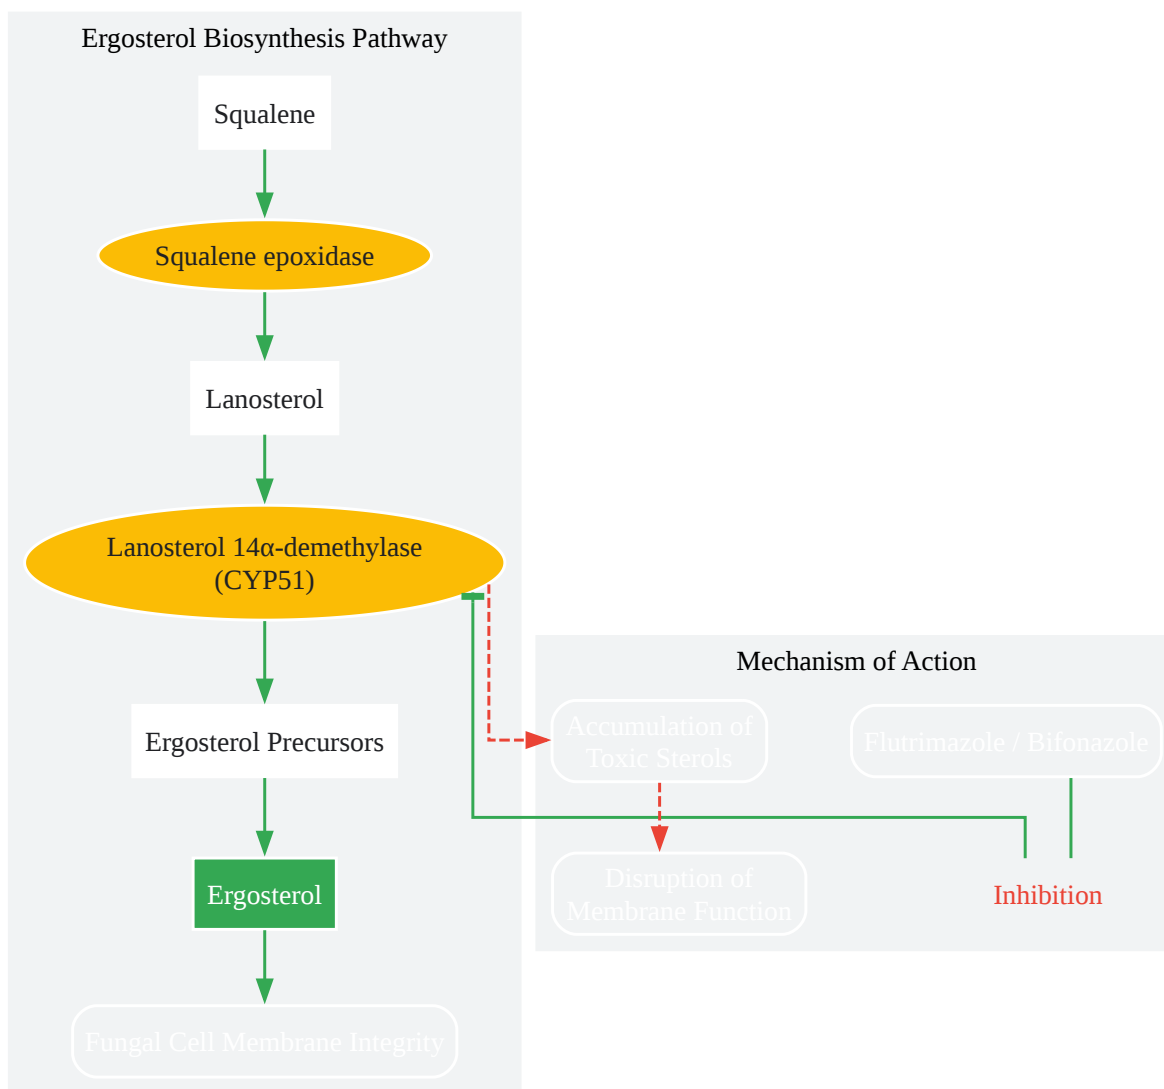 Ergosterol Biosynthesis Pathway
Squalene
Squalene epoxidase
Lanosterol
Lanosterol 14α-demethylase
(CYP51)
Ergosterol Precursors
Ergosterol
Fungal Cell Membrane Integrity
Mechanism of Action
Accumulation of
Toxic Sterols
Flutrimazole / Bifonazole
Disruption of
Membrane Function
Inhibition